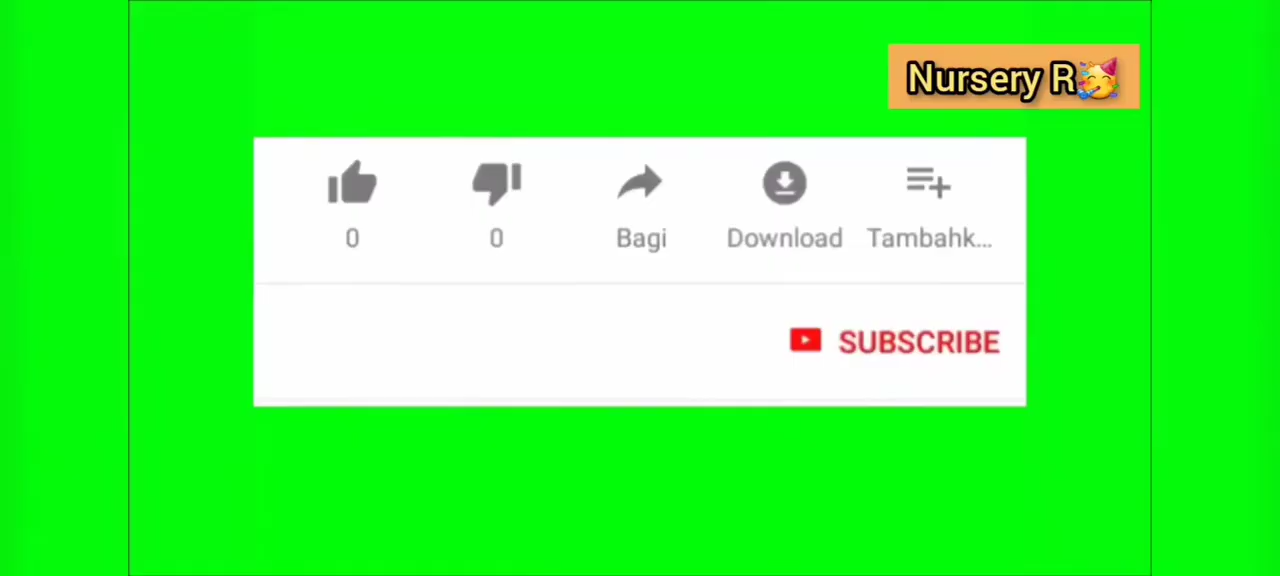 Nursery R🥳
0
0
Bagi
Download
Tambahk...
SUBSCRIBE